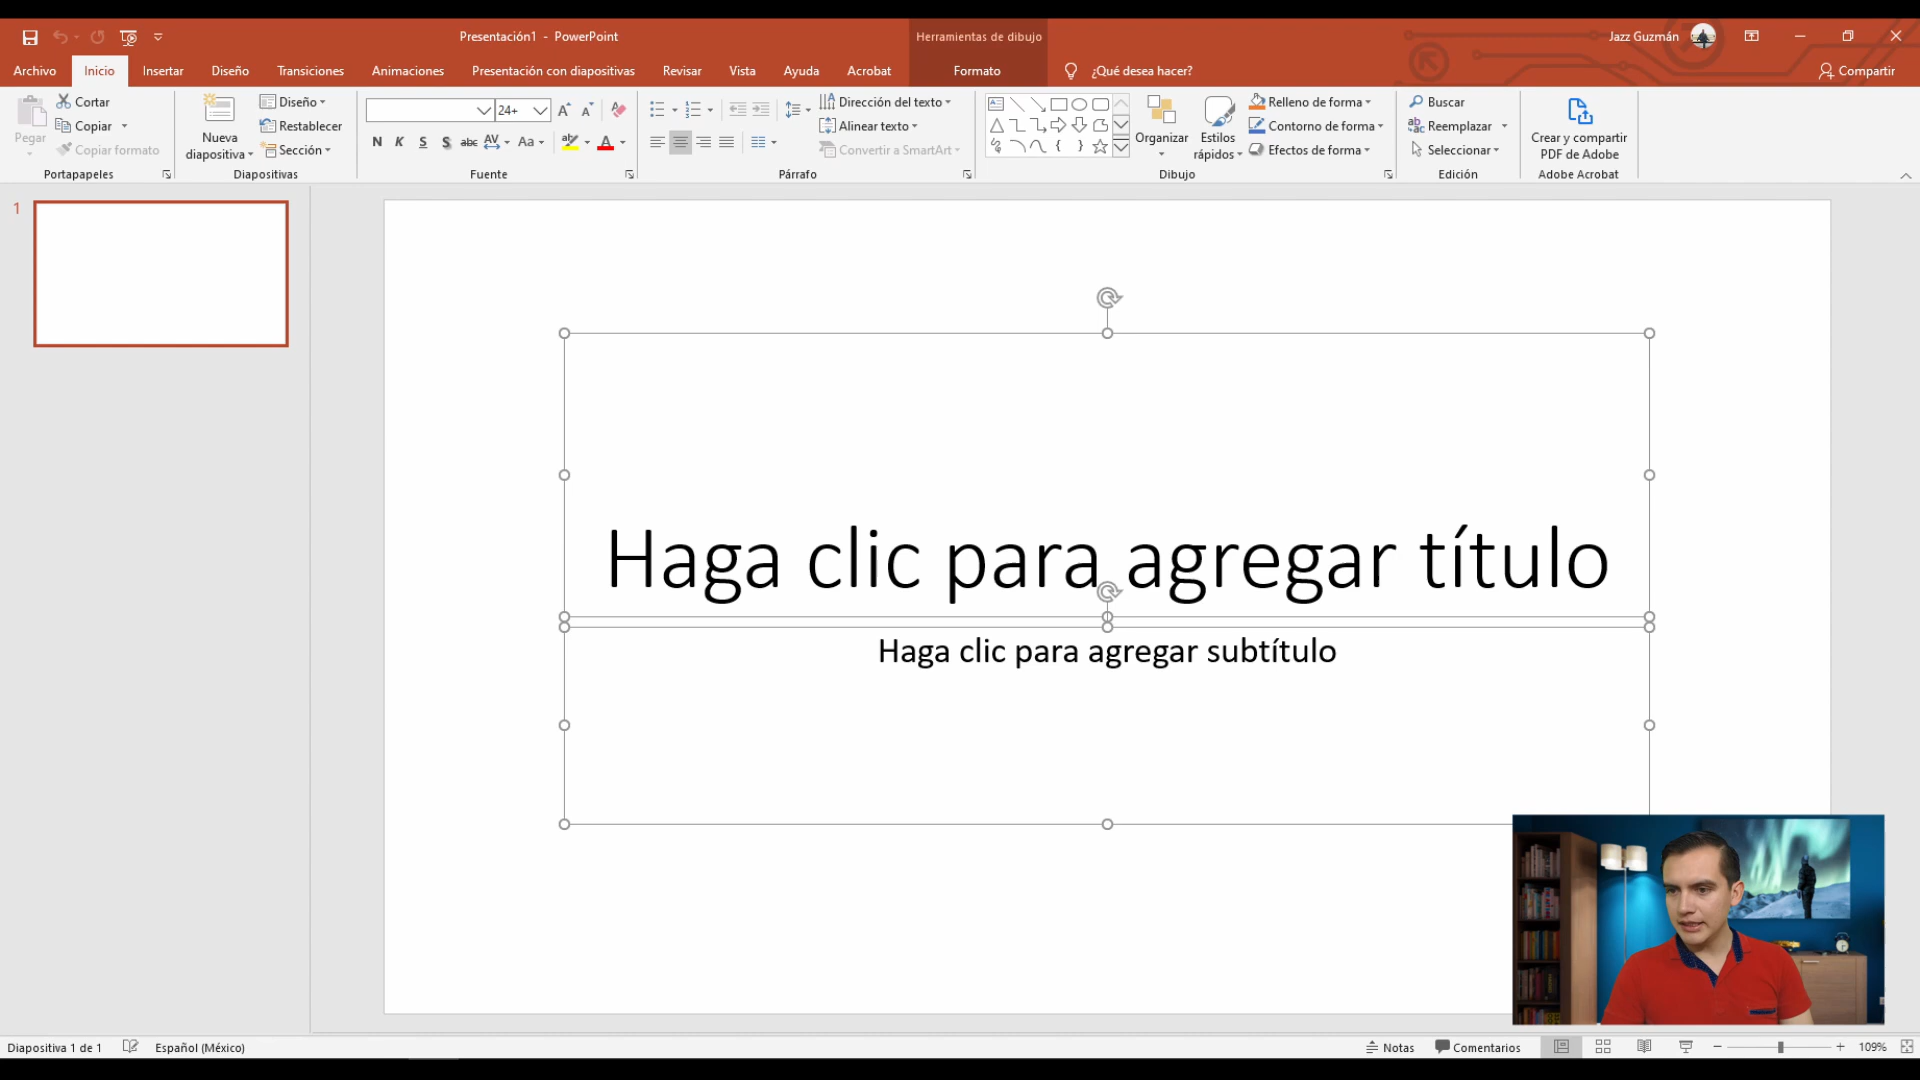 Presentación1 - PowerPoint
Herramientas de dibujo
Jazz Guzmán
Archivo
Inicio
Insertar
Diseño
Transiciones
Animaciones
Presentación con diapositivas
Revisar
Vista
Ayuda
Acrobat
Formato
¿Qué desea hacer?
Compartir
Pegar
Cortar
Copiar
Copiar formato
Portapapeles
Nueva
diapositiva
Diseño
Restablecer
Sección
Diapositivas
24+
N K S S abc AV Aa A
Fuente
Dirección del texto
Alinear texto
Convertir a SmartArt
Párrafo
Organizar
Estilos
rápidos
Relleno de forma
Contorno de forma
Efectos de forma
Dibujo
Buscar
Reemplazar
Seleccionar
Edición
Crear y compartir
PDF de Adobe
Adobe Acrobat
1
Haga clic para agregar título
Haga clic para agregar subtítulo
Diapositiva 1 de 1
Español (México)
Notas
Comentarios
109%